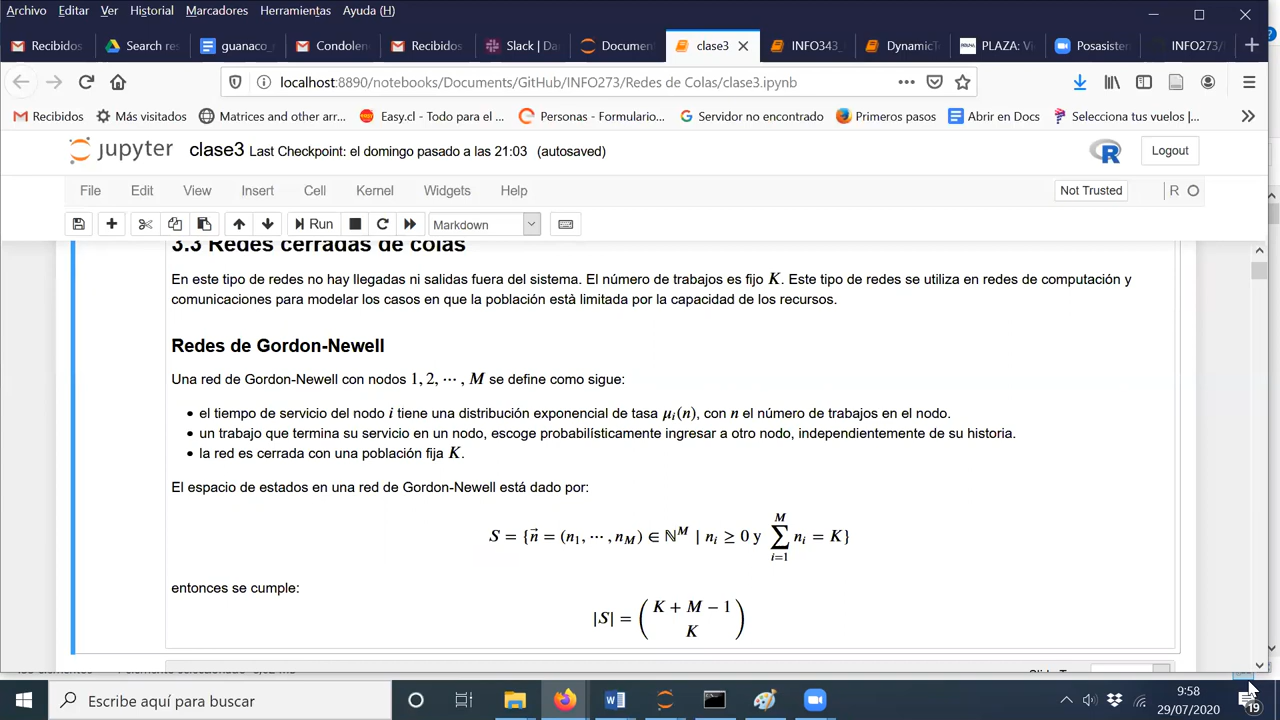 Archivo Editar Ver Historial Marcadores Herramientas Ayuda (H)
Recibidos Search re guanaco_ Condolen Recibidos Slack | Da Documen clase3 INFO343_ DynamicT PLAZA: Vi Posasister INFO273/
localhost:8890/notebooks/Documents/GitHub/INFO273/Redes de Colas/clase3.ipynb
Recibidos Más visitados Matrices and other arr... Easy.cl - Todo para el ... Personas - Formulario... Servidor no encontrado Primeros pasos Abrir en Docs Selecciona tus vuelos |...
jupyter clase3 Last Checkpoint: el domingo pasado a las 21:03 (autosaved) R Logout
File Edit View Insert Cell Kernel Widgets Help Not Trusted R
Run Markdown
3.3 Redes cerradas de colas
En este tipo de redes no hay llegadas ni salidas fuera del sistema. El número de trabajos es fijo K. Este tipo de redes se utiliza en redes de computación y
comunicaciones para modelar los casos en que la población està limitada por la capacidad de los recursos.
Redes de Gordon-Newell
Una red de Gordon-Newell con nodos 1, 2, ⋯ , M se define como sigue:
• el tiempo de servicio del nodo i tiene una distribución exponencial de tasa μᵢ(n), con n el número de trabajos en el nodo.
• un trabajo que termina su servicio en un nodo, escoge probabilísticamente ingresar a otro nodo, independientemente de su historia.
• la red es cerrada con una población fija K.
El espacio de estados en una red de Gordon-Newell está dado por:
S = {n⃗ = (n₁, ⋯ , n_M) ∈ ℕ^M | nᵢ ≥ 0 y ∑_{i=1}^{M} nᵢ = K}
entonces se cumple:
|S| = (K + M − 1
K)
Escribe aquí para buscar
9:58
29/07/2020
19